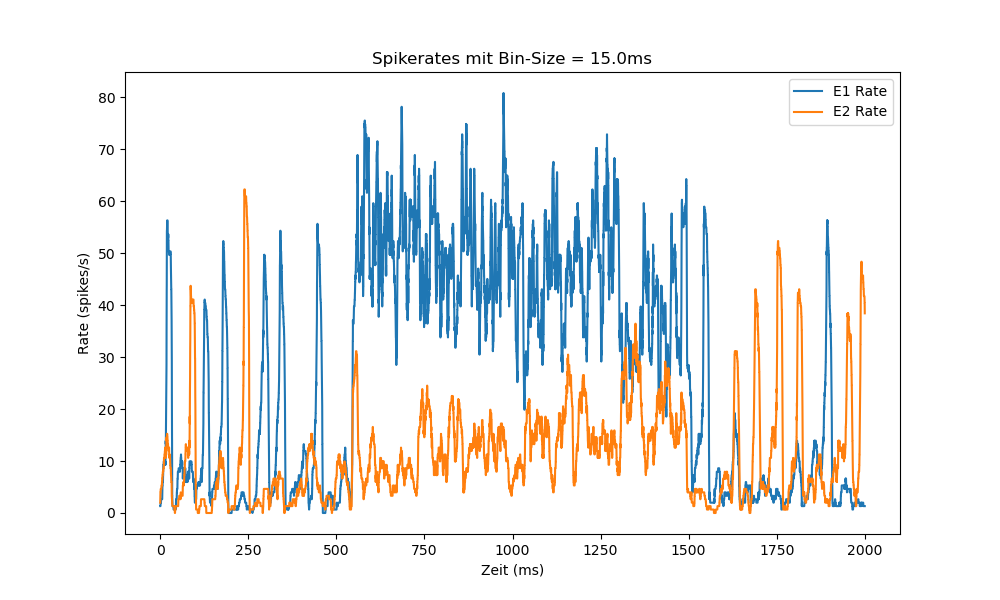 Spikerates mit Bin-Size = 15.0ms
E1 Rate
E2 Rate
Rate (spikes/s)
80
70
60
50
40
30
20
10
0
0 250 500 750 1000 1250 1500 1750 2000
Zeit (ms)